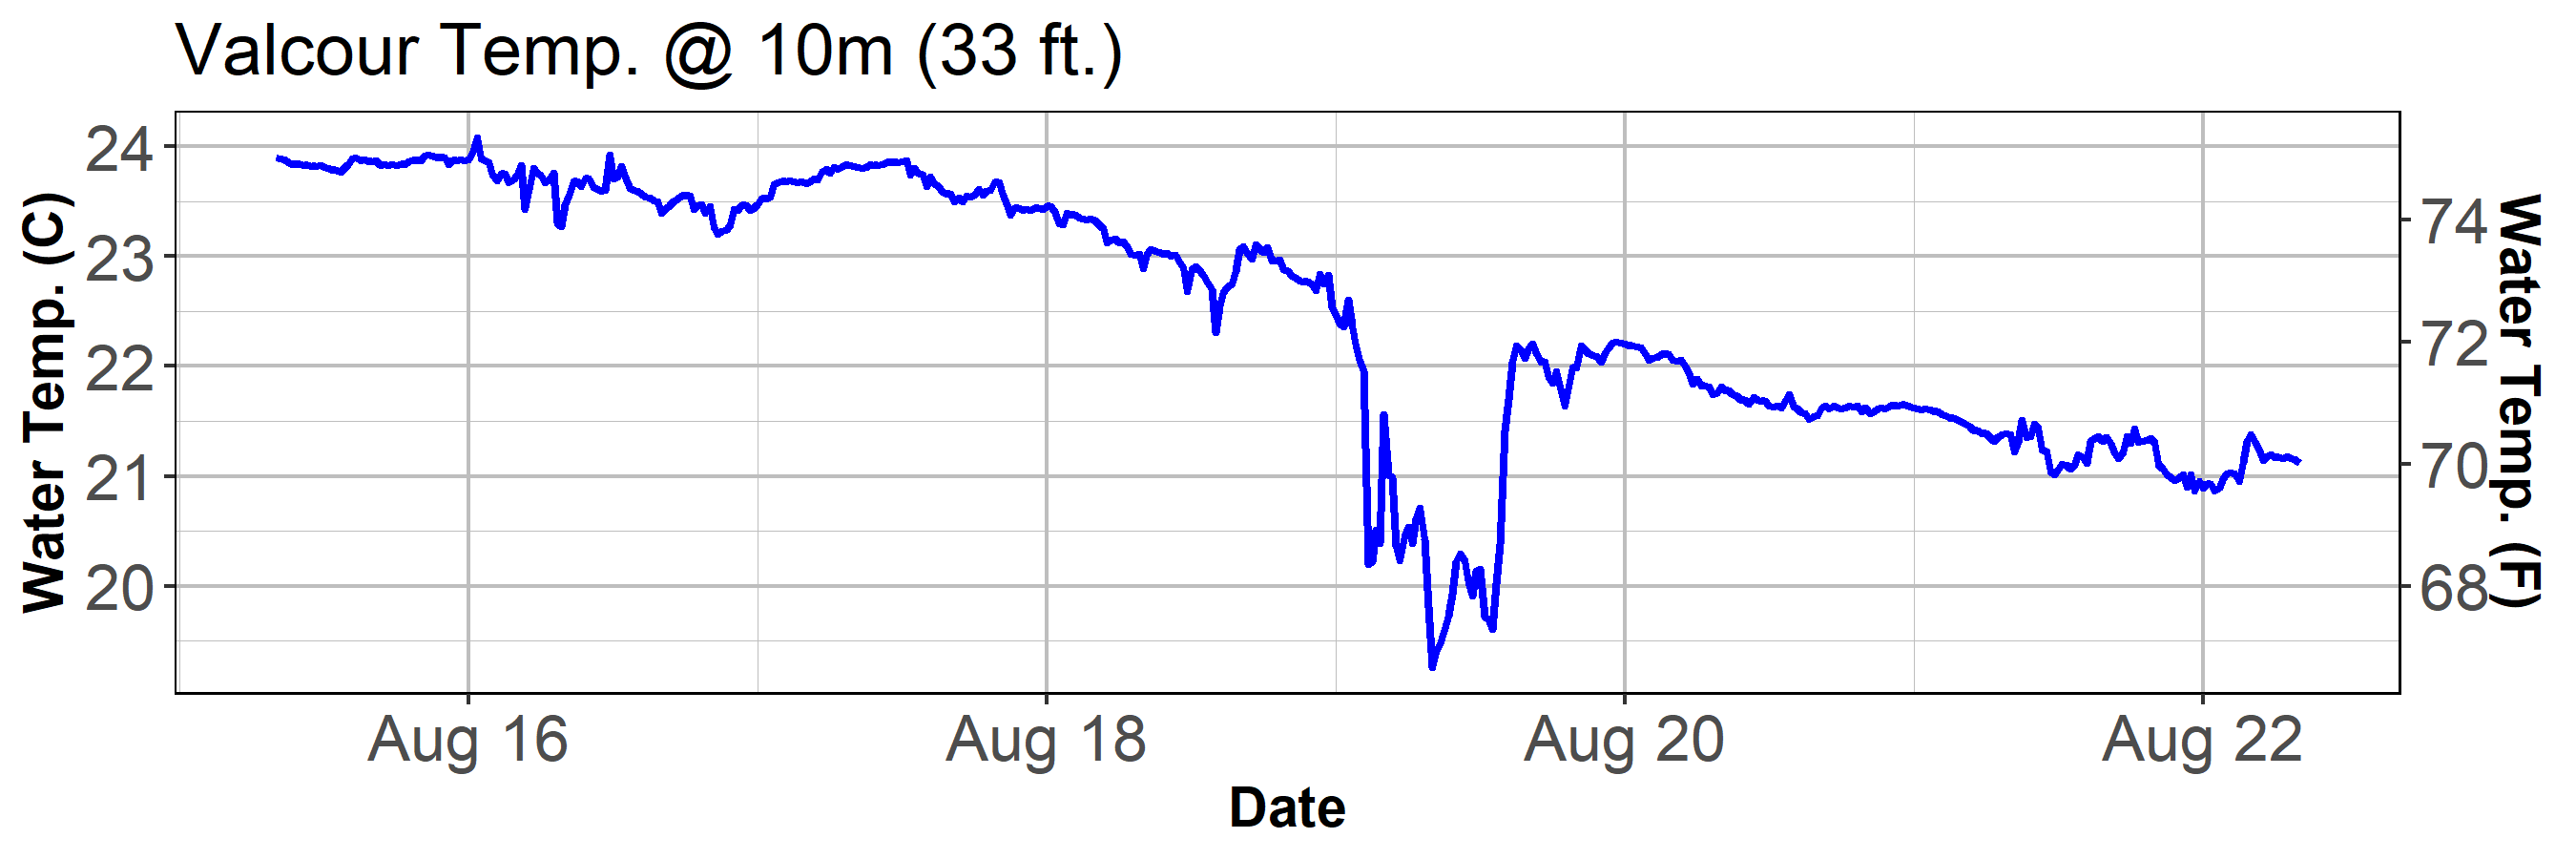 Valcour Temp. @ 10m (33 ft.)
Water Temp. (C)
24
23
22
21
20
74
72
70
68
Water Temp. (F)
Aug 16
Aug 18
Aug 20
Aug 22
Date